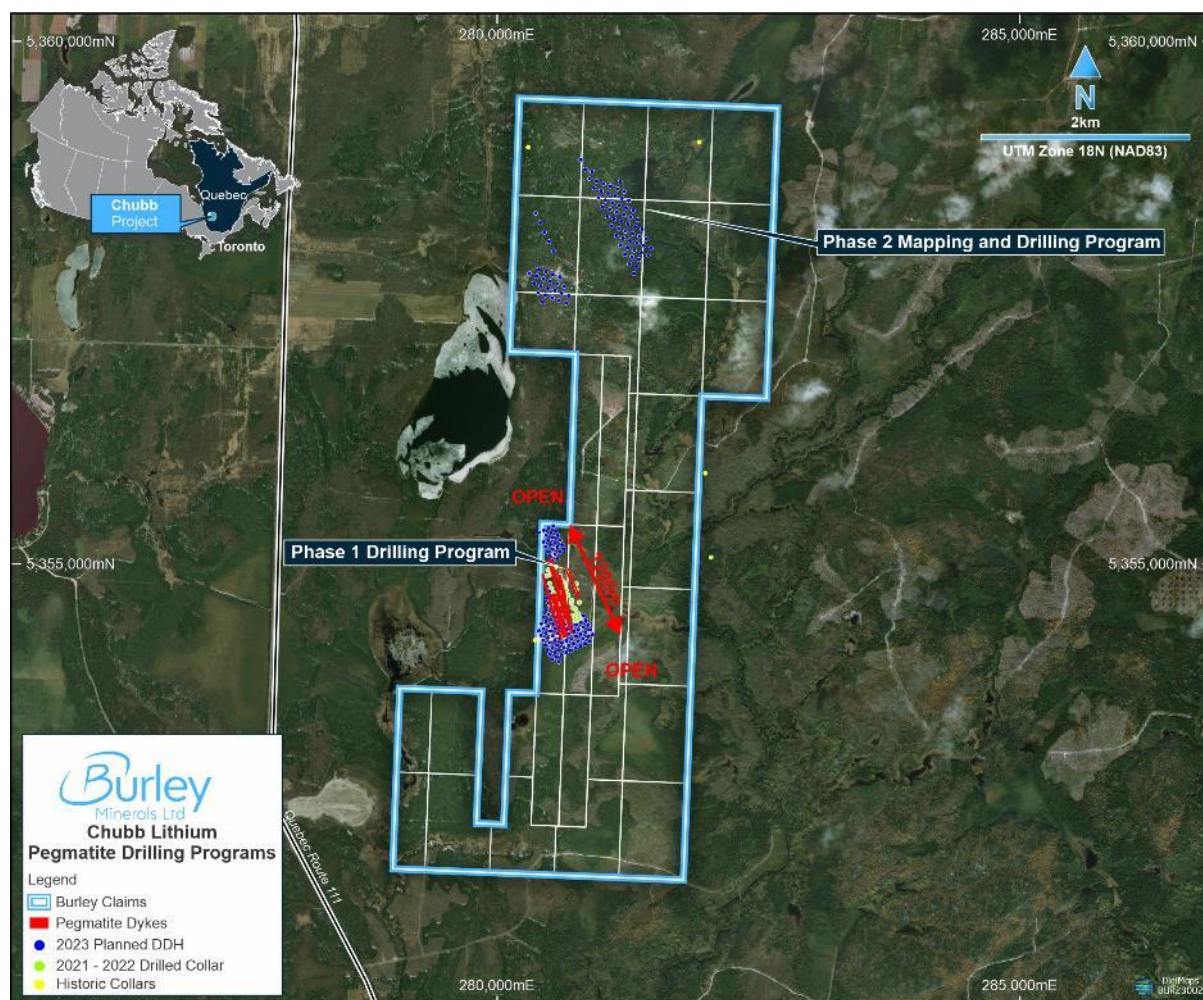 5,360,000mN
280,000mE
285,000mE
5,360,000mN
N
2km
UTM Zone 18N (NAD83)
Quebec
Chubb
Project
Toronto
Phase 2 Mapping and Drilling Program
OPEN
Phase 1 Drilling Program
5,355,000mN
5,355,000mN
OPEN
Quebec Route 111
Burley
Minerals Ltd
Chubb Lithium
Pegmatite Drilling Programs
Legend
Burley Claims
Pegmatite Dykes
2023 Planned DDH
2021 - 2022 Drilled Collar
Historic Collars
280,000mE
285,000mE
DigiMaps